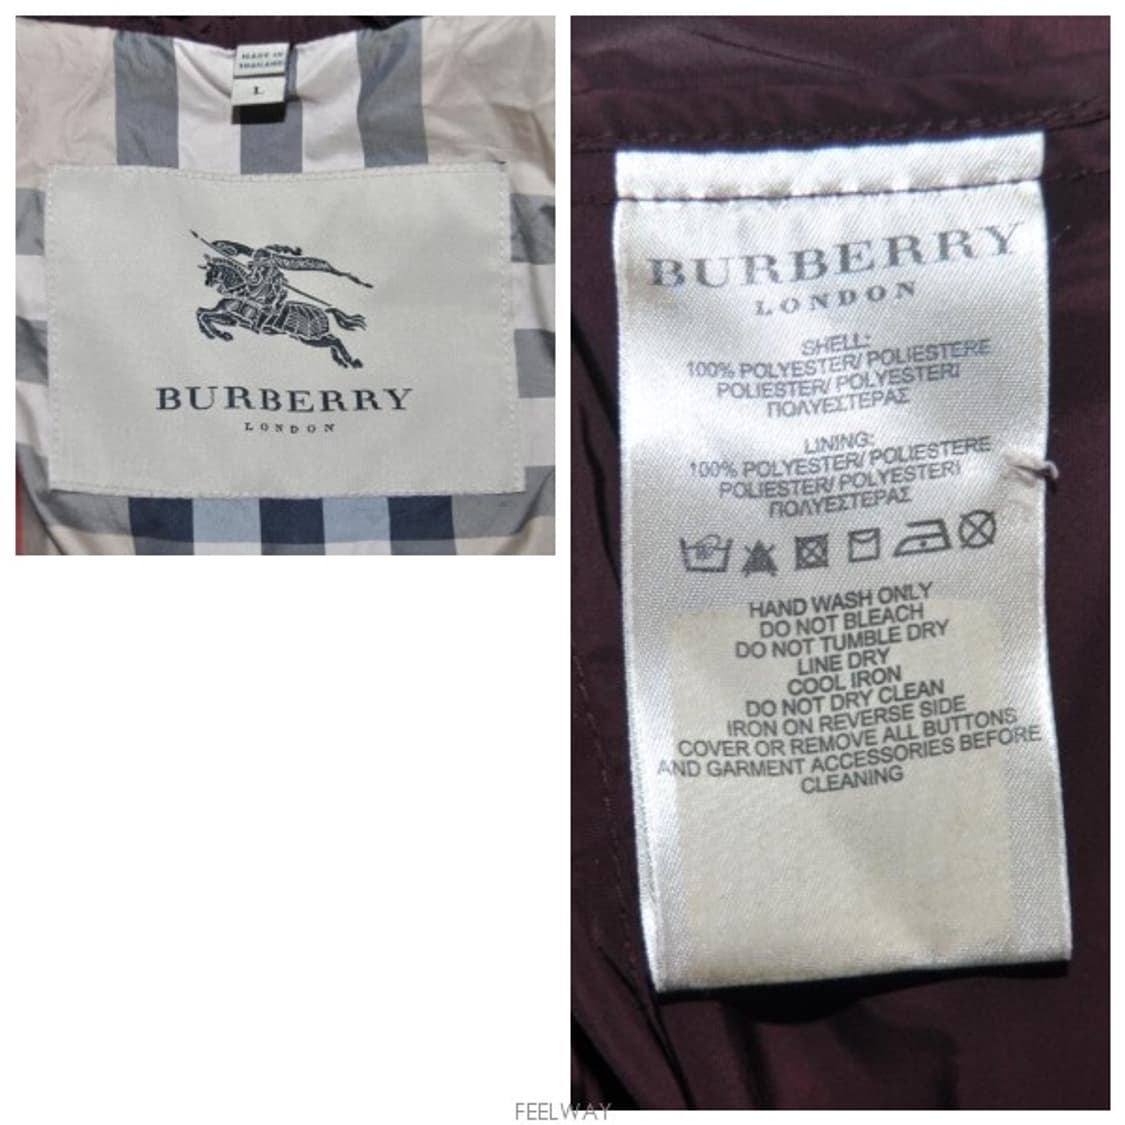 MADE IN
THAILAND
L
BURBERRY
LONDON
BURBERRY
LONDON
SHELL:
100% POLYESTER/ POLIESTERE
POLIESTER/ POLYESTERI
ΠΟΛΥΕΣΤΕΡΑΣ
LINING:
100% POLYESTER/ POLIESTERE
POLIESTER/ POLYESTERI
ΠΟΛΥΕΣΤΕΡΑΣ
HAND WASH ONLY
DO NOT BLEACH
DO NOT TUMBLE DRY
LINE DRY
COOL IRON
DO NOT DRY CLEAN
IRON ON REVERSE SIDE
COVER OR REMOVE ALL BUTTONS
AND GARMENT ACCESSORIES BEFORE
CLEANING
FEELWAY